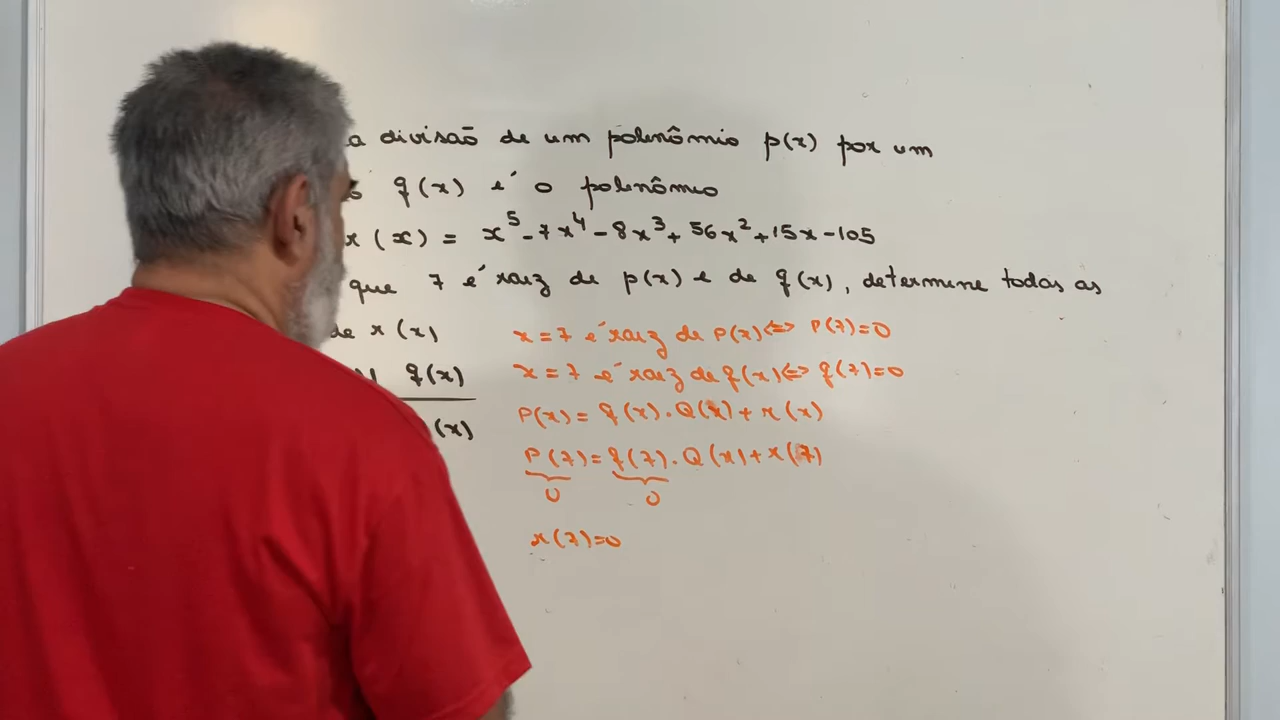 a divisaõ de um polinômio p(x) por um
q(x) é o polinômio
r(x) = x⁵-7x⁴-8x³+56x²+15x-105
que 7 é raiz de p(x) e de q(x), determine todas as
de r(x)
x=7 é raiz de P(x)<=> P(7)=0
q(x)
x=7 é raiz de q(x)<=> q(7)=0
P(x)=q(x).Q(x)+r(x)
(x)
P(7)=q(7).Q(x)+r(7)
0 0
r(7)=0